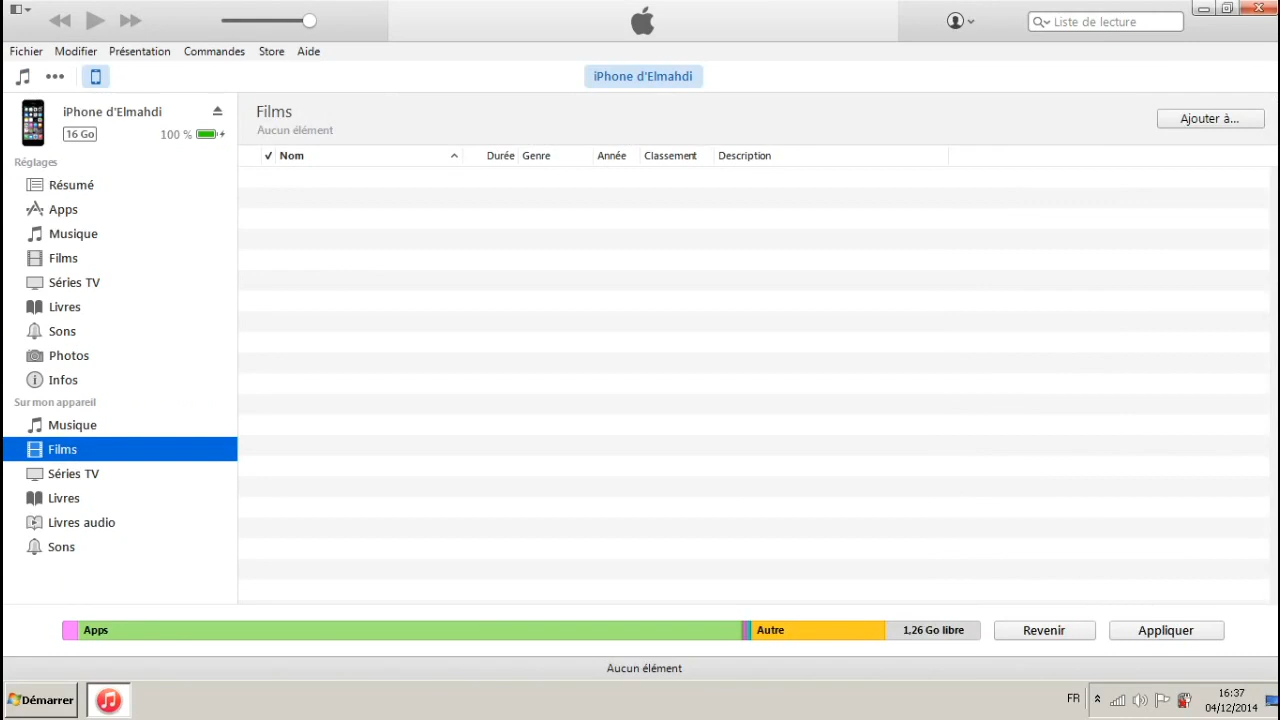 Liste de lecture
Fichier Modifier Présentation Commandes Store Aide
iPhone d'Elmahdi
iPhone d'Elmahdi
16 Go 100 %
Réglages
Résumé
Apps
Musique
Films
Séries TV
Livres
Sons
Photos
Infos
Sur mon appareil
Musique
Films
Séries TV
Livres
Livres audio
Sons
Films
Aucun élément
Ajouter à...
Nom Durée Genre Année Classement Description
Apps Autre 1,26 Go libre Revenir Appliquer
Aucun élément
Démarrer FR 16:37
04/12/2014